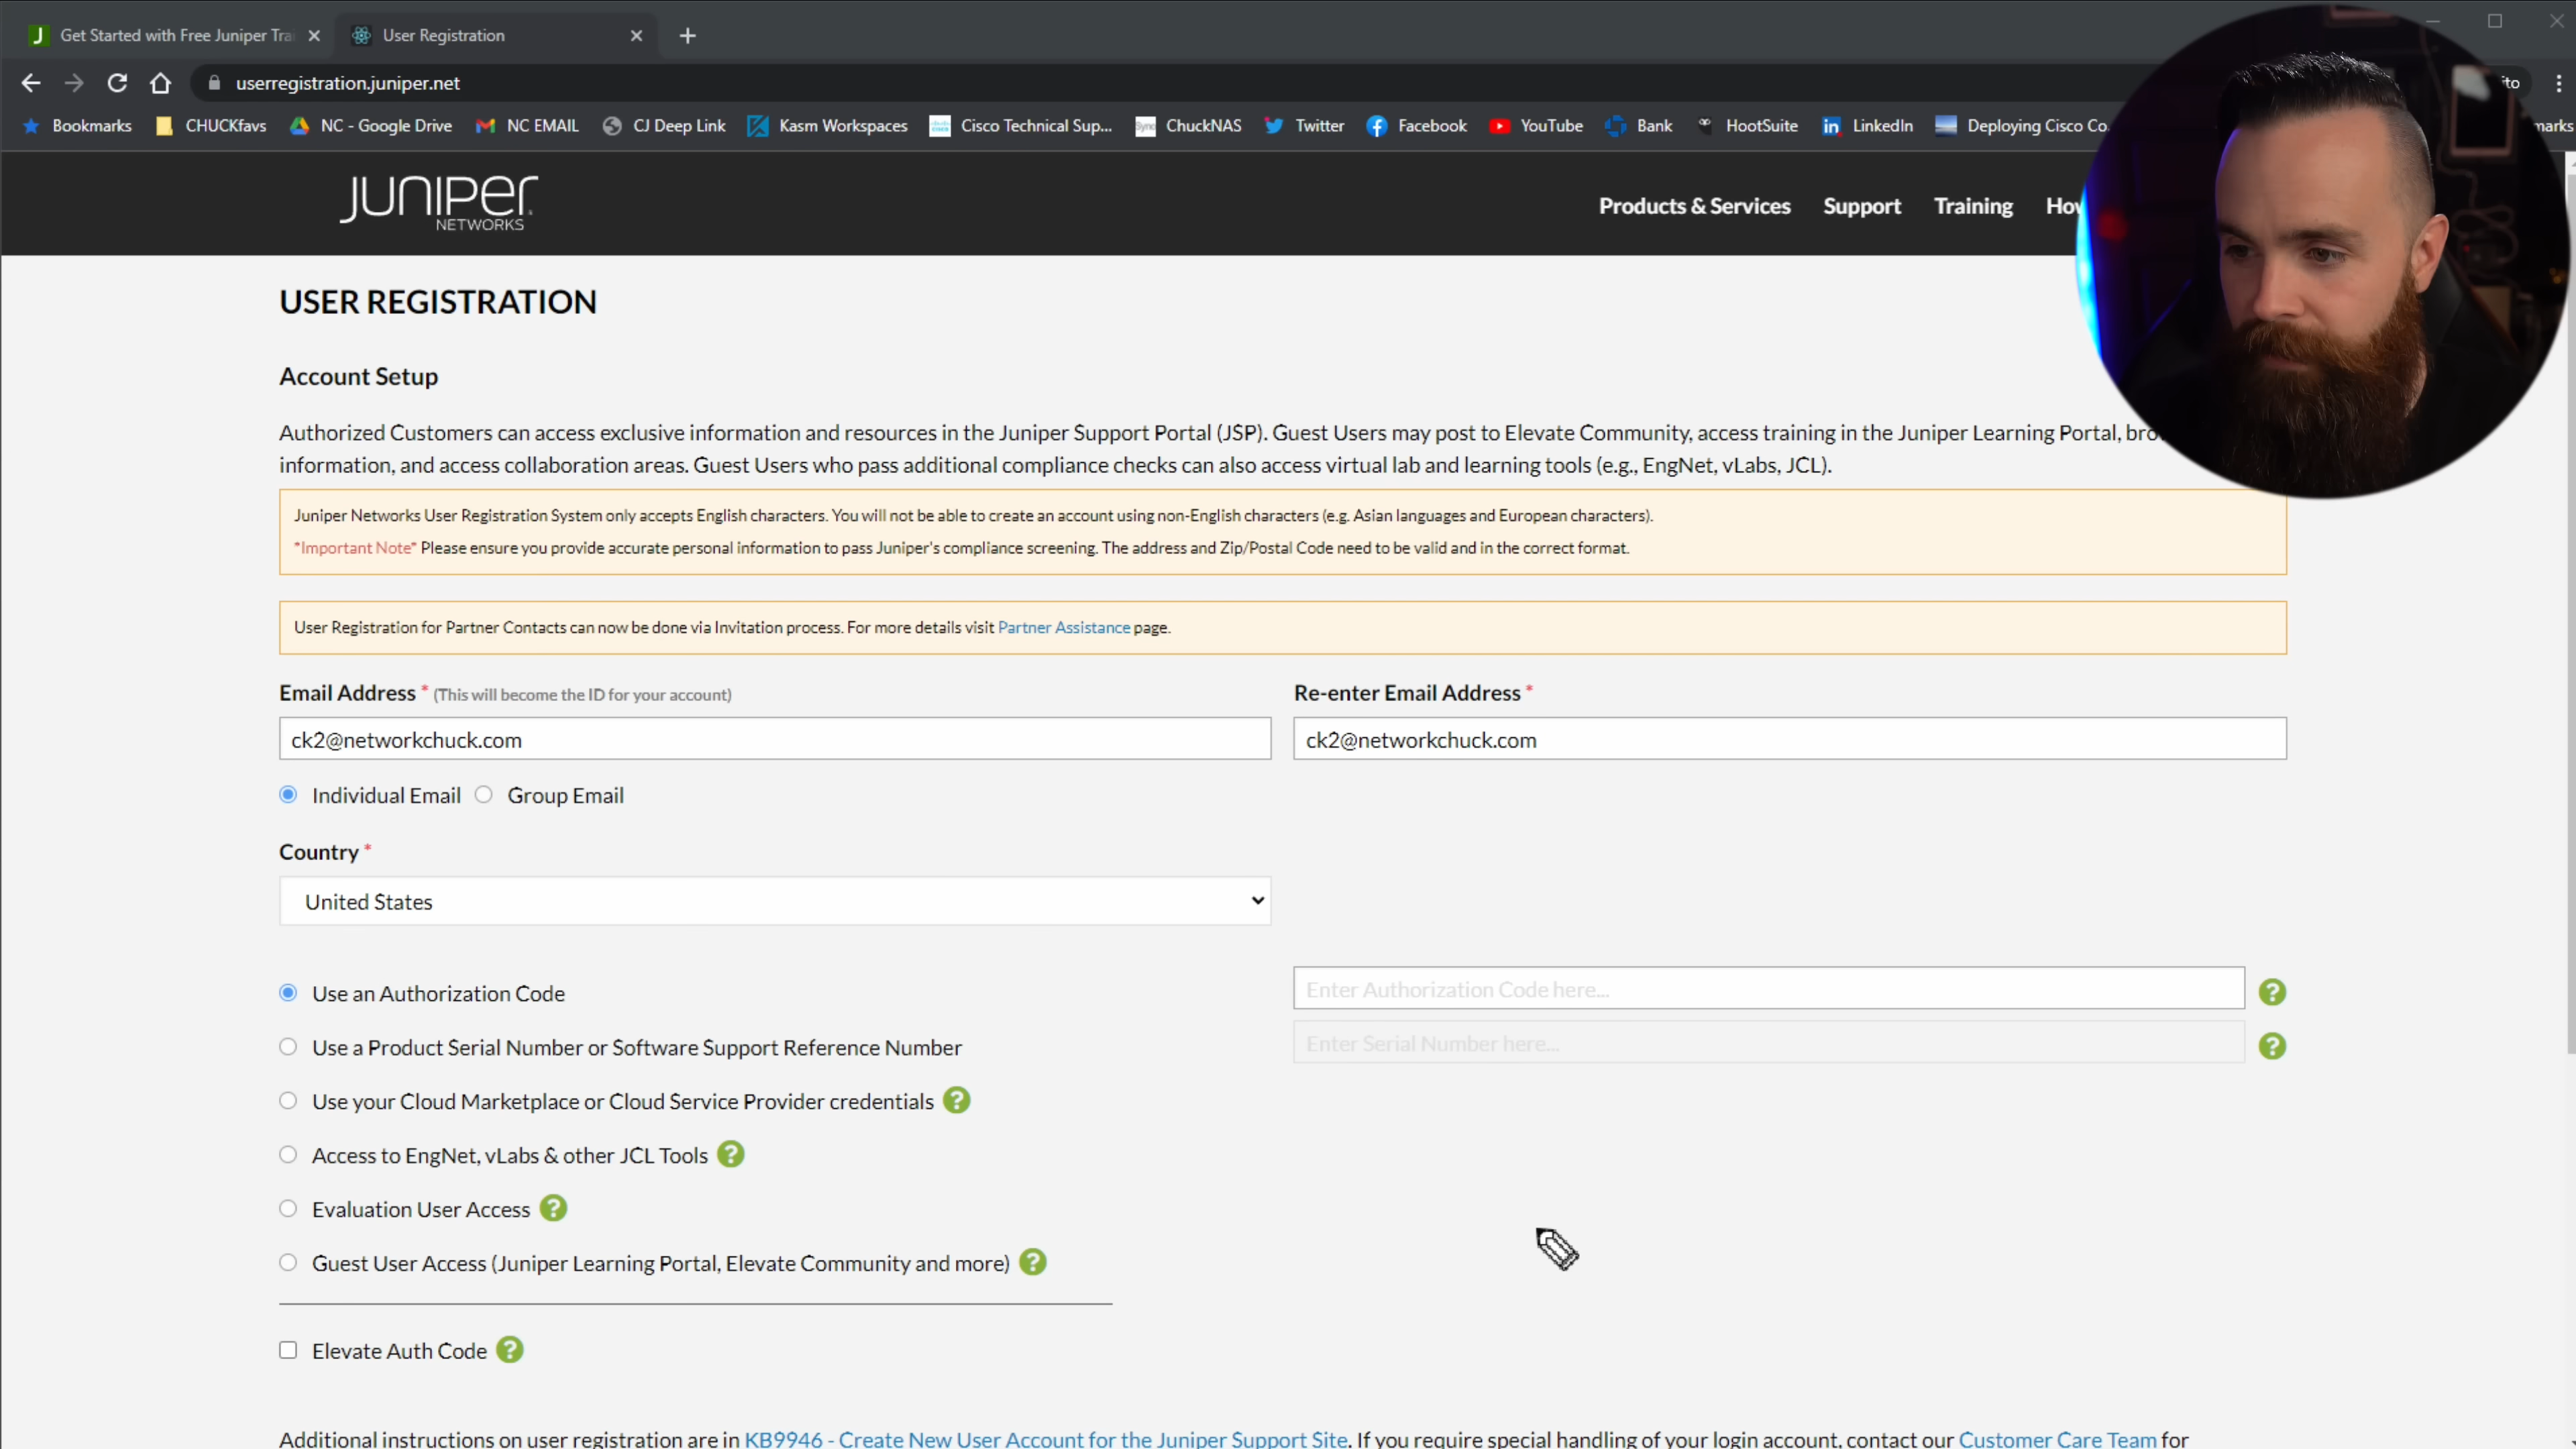 J Get Started with Free Juniper Tra
User Registration
userregistration.juniper.net
to
Bookmarks
CHUCKfavs
NC - Google Drive
NC EMAIL
CJ Deep Link
Kasm Workspaces
Cisco Technical Sup...
ChuckNAS
Twitter
Facebook
YouTube
Bank
HootSuite
LinkedIn
Deploying Cisco Co
marks
JUNIPer NETWORKS
Products & Services
Support
Training
How
USER REGISTRATION
Account Setup
Authorized Customers can access exclusive information and resources in the Juniper Support Portal (JSP). Guest Users may post to Elevate Community, access training in the Juniper Learning Portal, bro
information, and access collaboration areas. Guest Users who pass additional compliance checks can also access virtual lab and learning tools (e.g., EngNet, vLabs, JCL).
Juniper Networks User Registration System only accepts English characters. You will not be able to create an account using non-English characters (e.g. Asian languages and European characters).
*Important Note* Please ensure you provide accurate personal information to pass Juniper's compliance screening. The address and Zip/Postal Code need to be valid and in the correct format.
User Registration for Partner Contacts can now be done via Invitation process. For more details visit Partner Assistance page.
Email Address * (This will become the ID for your account)
Re-enter Email Address *
ck2@networkchuck.com
ck2@networkchuck.com
Individual Email
Group Email
Country *
United States
Use an Authorization Code
Enter Authorization Code here...
?
Use a Product Serial Number or Software Support Reference Number
Enter Serial Number here...
?
Use your Cloud Marketplace or Cloud Service Provider credentials ?
Access to EngNet, vLabs & other JCL Tools ?
Evaluation User Access ?
Guest User Access (Juniper Learning Portal, Elevate Community and more) ?
Elevate Auth Code ?
Additional instructions on user registration are in KB9946 - Create New User Account for the Juniper Support Site. If you require special handling of your login account, contact our Customer Care Team for